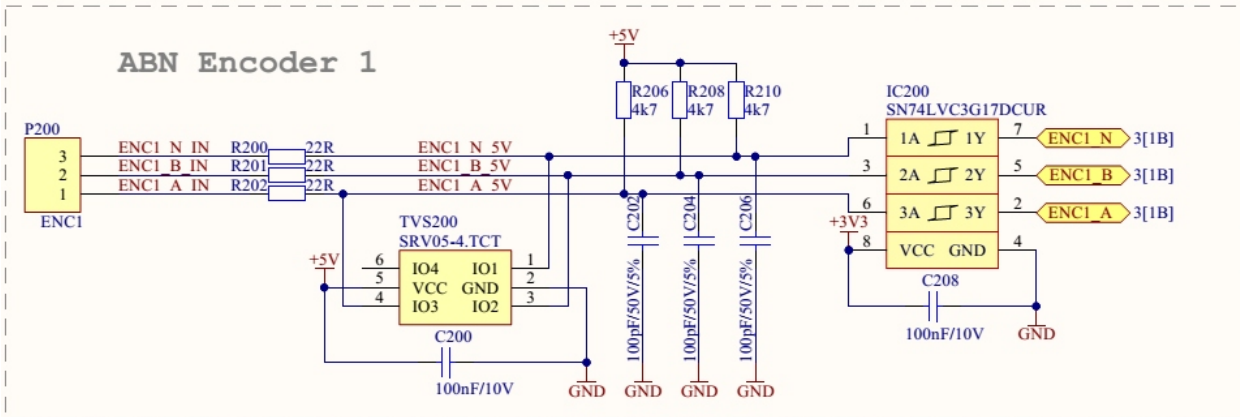 ABN Encoder 1
+5V
R206
4k7
R208
4k7
R210
4k7
IC200
SN74LVC3G17DCUR
P200
3
2
1
ENC1
ENC1_N_IN
R200
22R
ENC1_N_5V
ENC1_B_IN
R201
22R
ENC1_B_5V
ENC1_A_IN
R202
22R
ENC1_A_5V
1
1A
1Y
7
ENC1_N
3[1B]
3
2A
2Y
5
ENC1_B
3[1B]
6
3A
3Y
2
ENC1_A
3[1B]
+3V3
8
VCC
GND
4
C208
100nF/10V
GND
TVS200
SRV05-4.TCT
+5V
6
IO4
IO1
1
5
VCC
GND
2
4
IO3
IO2
3
C200
100nF/10V
GND
C202
100pF/50V/5%
GND
C204
100pF/50V/5%
GND
C206
100pF/50V/5%
GND